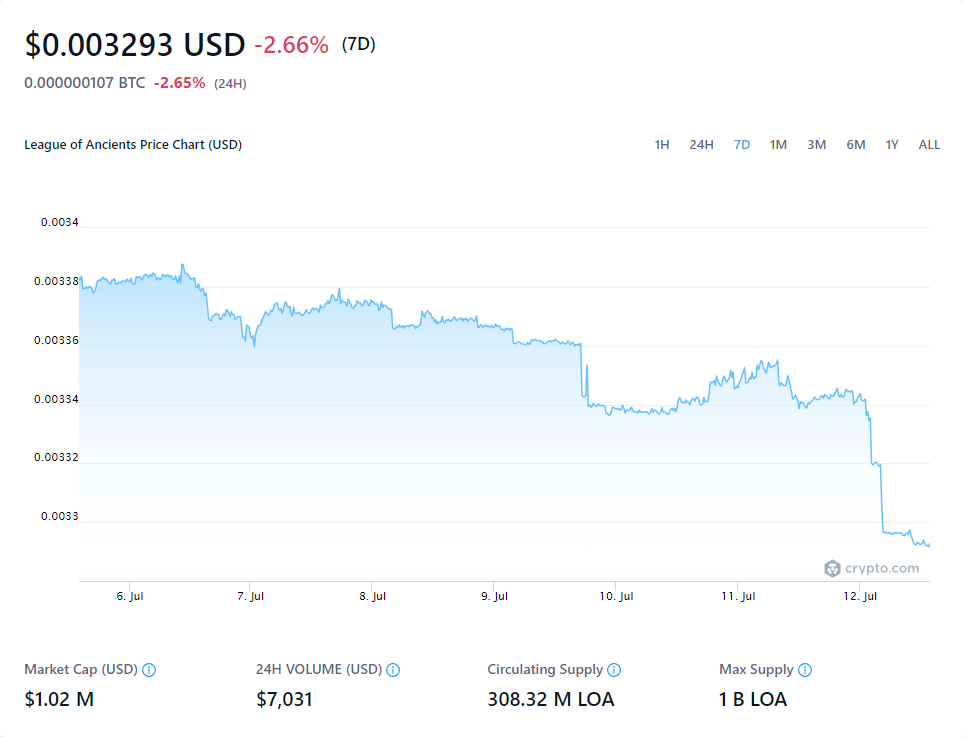 $0.003293 USD -2.66% (7D)
0.000000107 BTC -2.65% (24H)
League of Ancients Price Chart (USD) 1H 24H 7D 1M 3M 6M 1Y ALL
0.0034
0.00338
0.00336
0.00334
0.00332
0.0033
crypto.com
6. Jul 7. Jul 8. Jul 9. Jul 10. Jul 11. Jul 12. Jul
Market Cap (USD) 24H VOLUME (USD) Circulating Supply Max Supply
$1.02 M $7,031 308.32 M LOA 1 B LOA